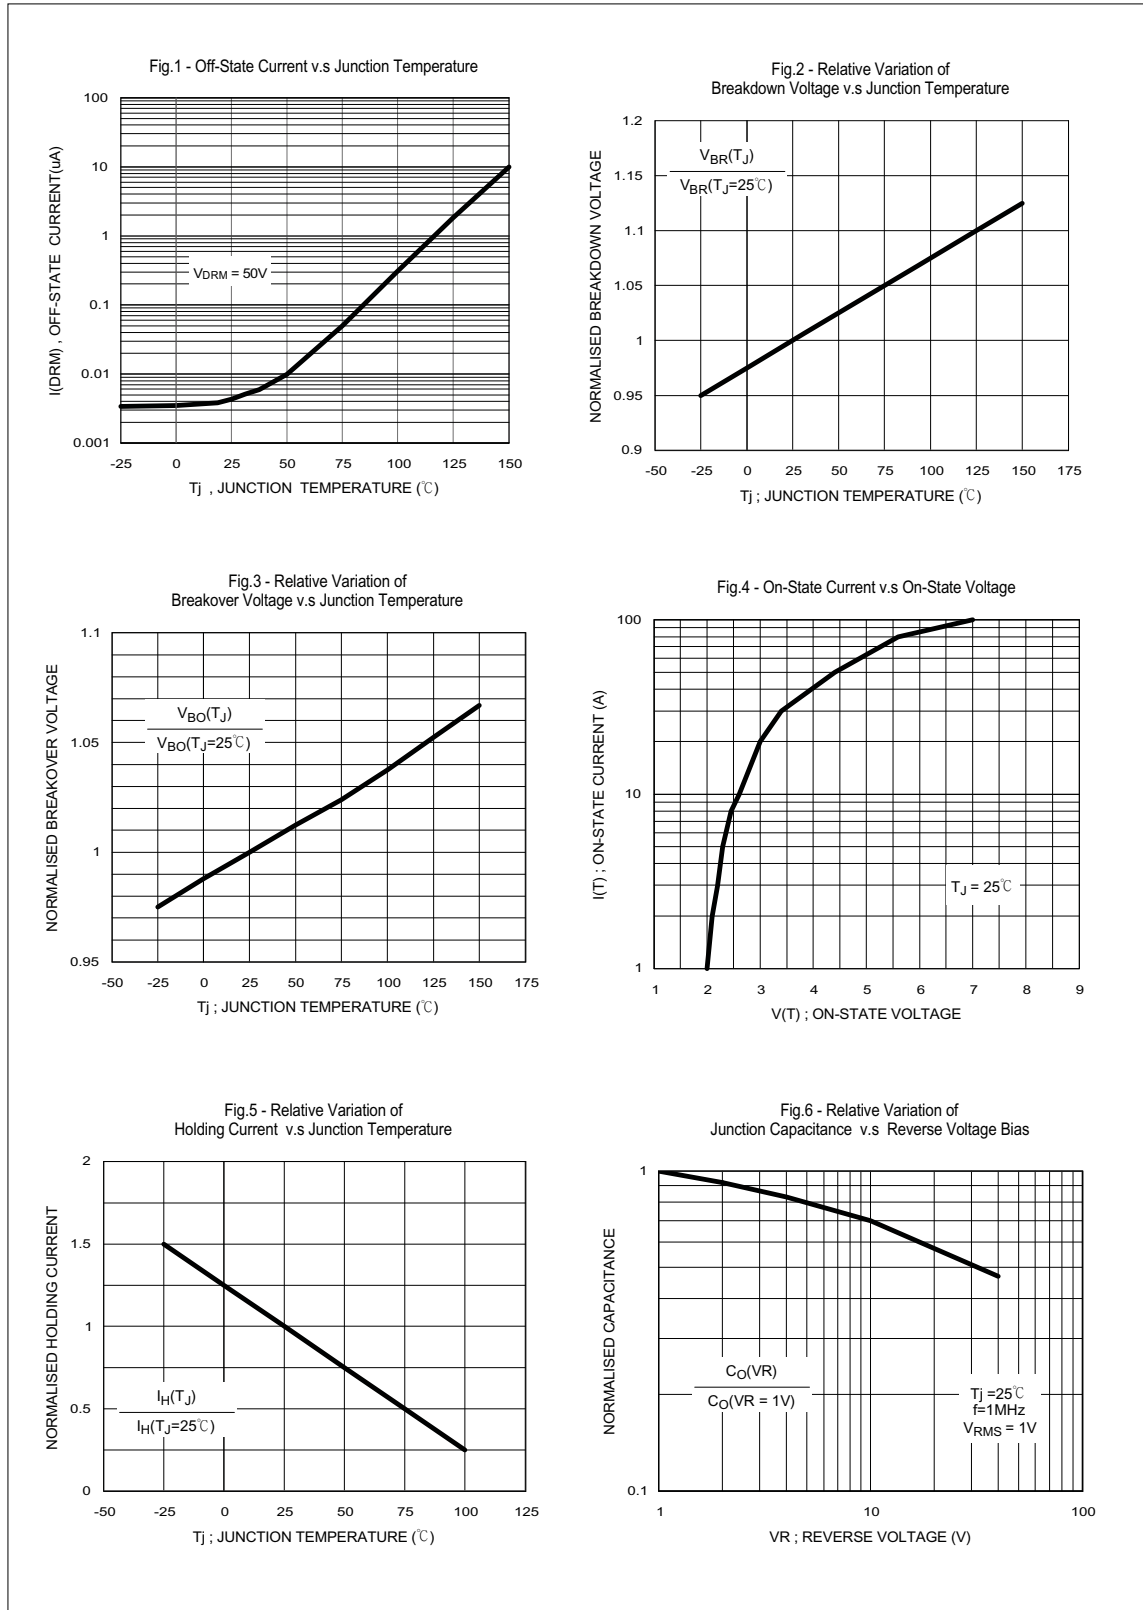 Fig.1 - Off-State Current v.s Junction Temperature
I(DRM) , OFF-STATE CURRENT(uA)
100
10
1
0.1
0.01
0.001
VDRM = 50V
-25 0 25 50 75 100 125 150
Tj , JUNCTION TEMPERATURE (℃)
Fig.2 - Relative Variation of
Breakdown Voltage v.s Junction Temperature
NORMALISED BREAKDOWN VOLTAGE
1.2
1.15
1.1
1.05
1
0.95
0.9
VBR(TJ)
VBR(TJ=25℃)
-50 -25 0 25 50 75 100 125 150 175
Tj ; JUNCTION TEMPERATURE (℃)
Fig.3 - Relative Variation of
Breakover Voltage v.s Junction Temperature
NORMALISED BREAKOVER VOLTAGE
1.1
1.05
1
0.95
VBO(TJ)
VBO(TJ=25℃)
-50 -25 0 25 50 75 100 125 150 175
Tj ; JUNCTION TEMPERATURE (℃)
Fig.4 - On-State Current v.s On-State Voltage
I(T) ; ON-STATE CURRENT (A)
100
10
1
TJ = 25℃
1 2 3 4 5 6 7 8 9
V(T) ; ON-STATE VOLTAGE
Fig.5 - Relative Variation of
Holding Current v.s Junction Temperature
NORMALISED HOLDING CURRENT
2
1.5
1
0.5
0
IH(TJ)
IH(TJ=25℃)
-50 -25 0 25 50 75 100 125
Tj ; JUNCTION TEMPERATURE (℃)
Fig.6 - Relative Variation of
Junction Capacitance v.s Reverse Voltage Bias
NORMALISED CAPACITANCE
1
0.1
CO(VR)
CO(VR = 1V)
Tj =25℃
f=1MHz
VRMS = 1V
1 10 100
VR ; REVERSE VOLTAGE (V)